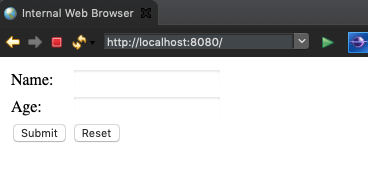 Internal Web Browser
http://localhost:8080/
Name:
Age:
Submit Reset